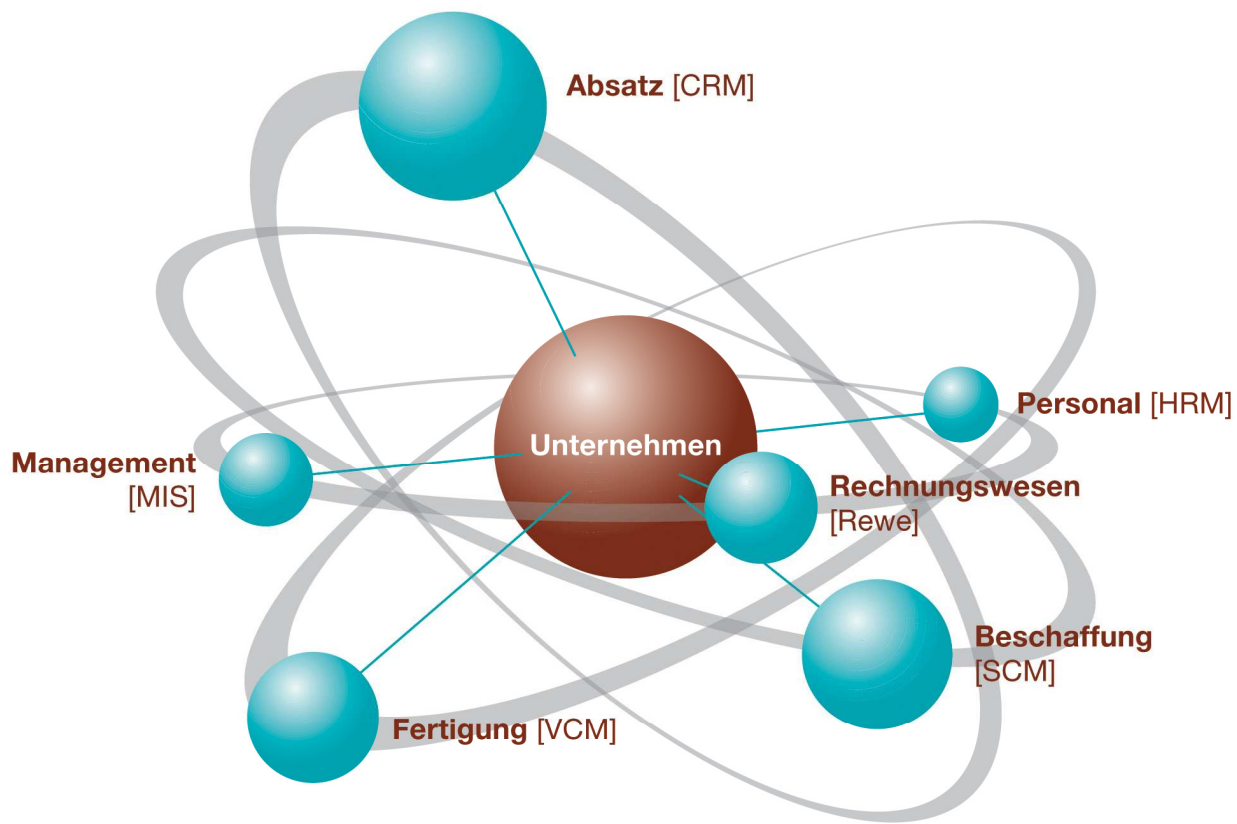 Absatz [CRM]
Personal [HRM]
Unternehmen
Management
[MIS]
Rechnungswesen
[Rewe]
Beschaffung
[SCM]
Fertigung [VCM]